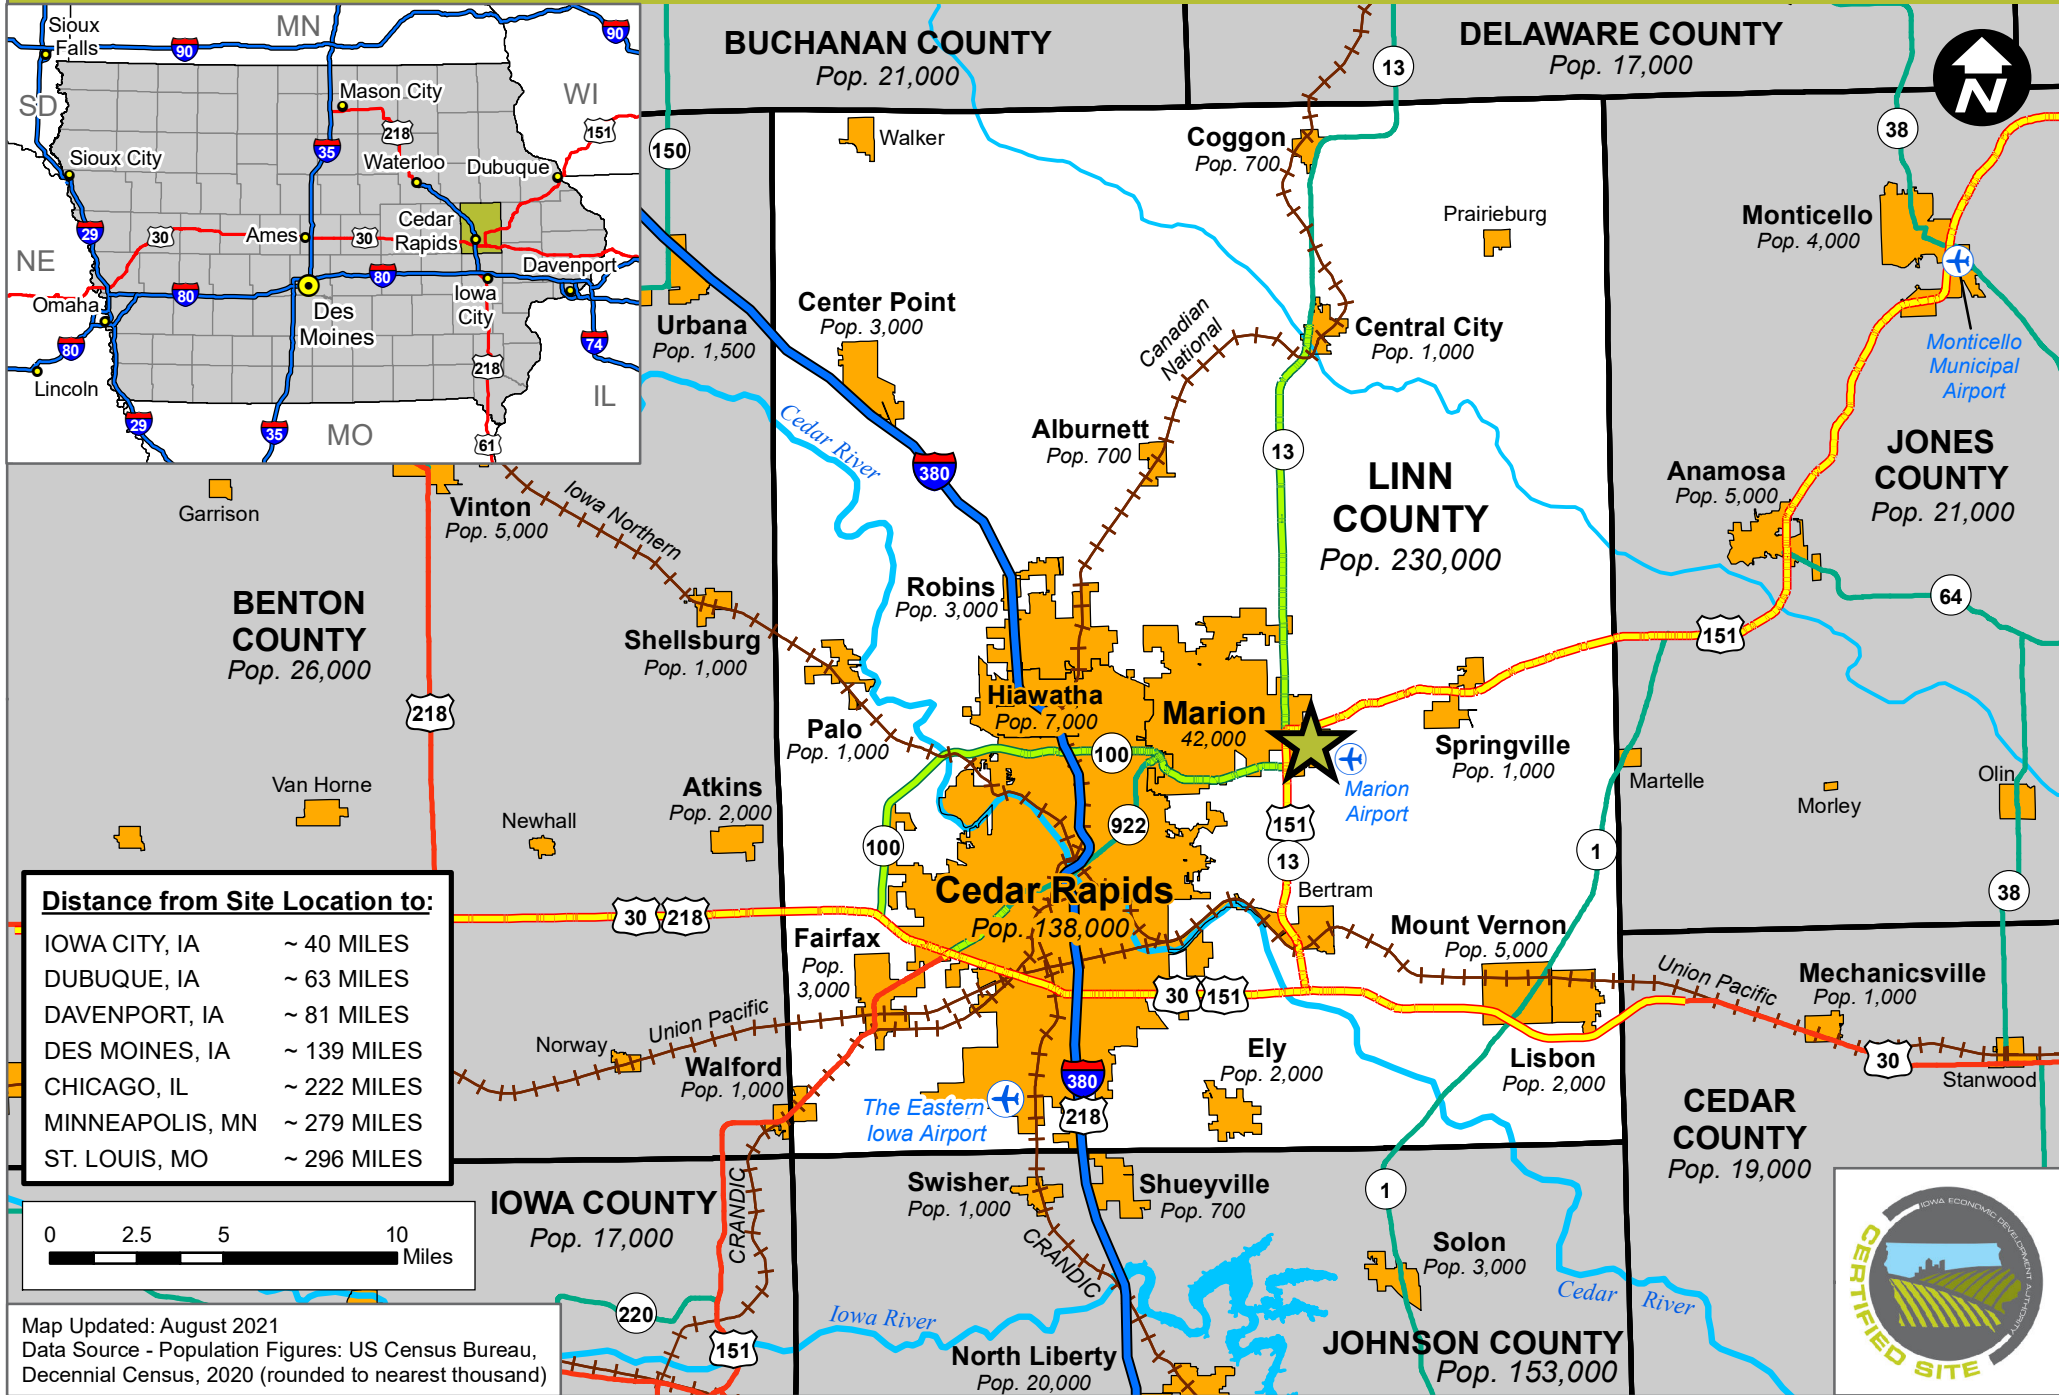 Sioux
Falls
MN
90
90
SD
Mason City
WI
218
151
35
Sioux City
Waterloo
Dubuque
29
30
Ames
30
Cedar
Rapids
NE
80
Davenport
Omaha
80
Iowa
City
Des
Moines
80
74
Lincoln
218
IL
29
35
MO
61
BUCHANAN COUNTY
Pop. 21,000
DELAWARE COUNTY
Pop. 17,000
N
13
38
150
Walker
Coggon
Pop. 700
Prairieburg
Monticello
Pop. 4,000
Monticello
Municipal
Airport
Urbana
Pop. 1,500
Center Point
Pop. 3,000
Canadian
National
Central City
Pop. 1,000
Cedar River
380
Alburnett
Pop. 700
13
LINN
COUNTY
Pop. 230,000
Anamosa
Pop. 5,000
JONES
COUNTY
Pop. 21,000
Garrison
Vinton
Pop. 5,000
Iowa Northern
BENTON
COUNTY
Pop. 26,000
Shellsburg
Pop. 1,000
Robins
Pop. 3,000
64
151
218
Palo
Pop. 1,000
Hiawatha
Pop. 7,000
Marion
42,000
100
Marion
Airport
Springville
Pop. 1,000
Martelle
Morley
Olin
Van Horne
Newhall
Atkins
Pop. 2,000
100
922
151
13
1
38
Cedar Rapids
Pop. 138,000
Bertram
Mount Vernon
Pop. 5,000
30
218
Fairfax
Pop.
3,000
30
151
Union Pacific
Mechanicsville
Pop. 1,000
Union Pacific
Norway
Walford
Pop. 1,000
Ely
Pop. 2,000
Lisbon
Pop. 2,000
30
Stanwood
380
218
The Eastern
Iowa Airport
CEDAR
COUNTY
Pop. 19,000
Distance from Site Location to:
IOWA CITY, IA ~ 40 MILES
DUBUQUE, IA ~ 63 MILES
DAVENPORT, IA ~ 81 MILES
DES MOINES, IA ~ 139 MILES
CHICAGO, IL ~ 222 MILES
MINNEAPOLIS, MN ~ 279 MILES
ST. LOUIS, MO ~ 296 MILES
0 2.5 5 10
Miles
IOWA COUNTY
Pop. 17,000
CRANDIC
Swisher
Pop. 1,000
Shueyville
Pop. 700
CRANDIC
1
Solon
Pop. 3,000
Cedar River
220
151
Iowa River
North Liberty
Pop. 20,000
JOHNSON COUNTY
Pop. 153,000
Map Updated: August 2021
Data Source - Population Figures: US Census Bureau,
Decennial Census, 2020 (rounded to nearest thousand)
IOWA ECONOMIC DEVELOPMENT AUTHORITY
CERTIFIED SITE